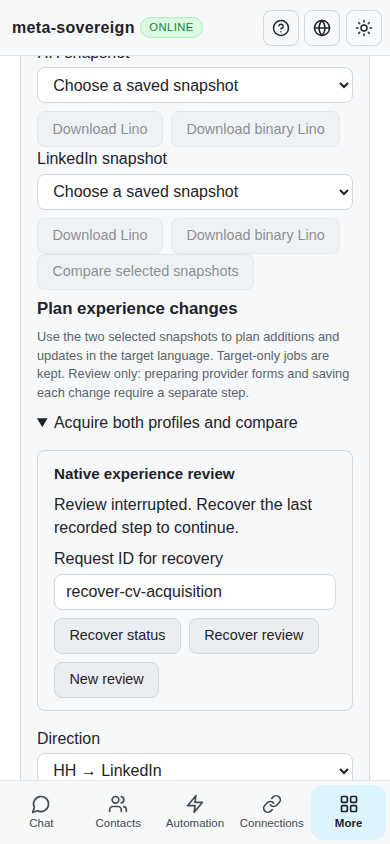 meta-sovereign ONLINE
Choose a saved snapshot
Download Lino Download binary Lino
LinkedIn snapshot
Choose a saved snapshot
Download Lino Download binary Lino
Compare selected snapshots
Plan experience changes
Use the two selected snapshots to plan additions and
updates in the target language. Target-only jobs are
kept. Review only: preparing provider forms and saving
each change require a separate step.
▼ Acquire both profiles and compare
Native experience review
Review interrupted. Recover the last
recorded step to continue.
Request ID for recovery
recover-cv-acquisition
Recover status Recover review
New review
Direction
HH → LinkedIn
Chat Contacts Automation Connections More